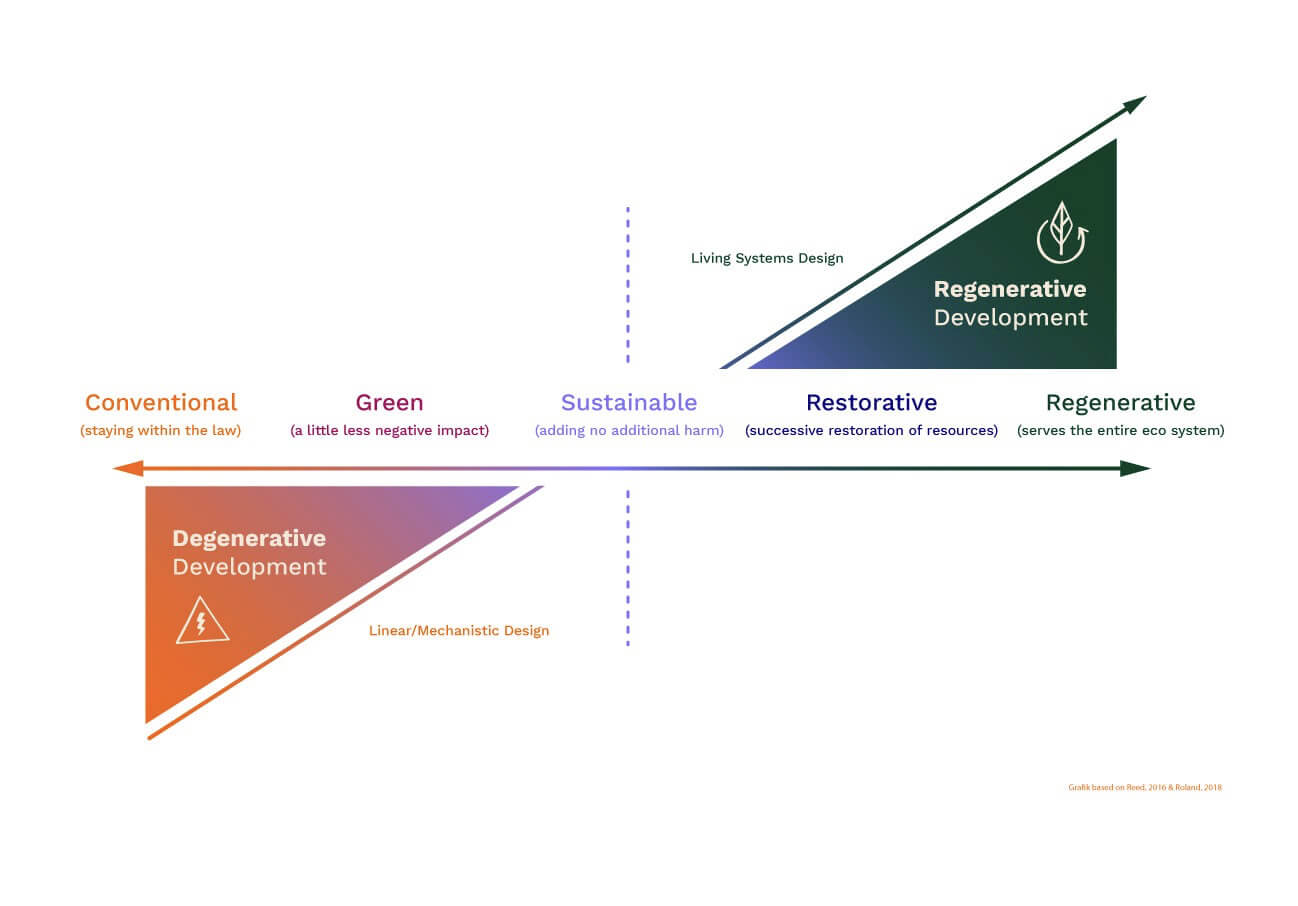 Living Systems Design
Regenerative
Development
Conventional
(staying within the law)
Green
(a little less negative impact)
Sustainable
(adding no additional harm)
Restorative
(successive restoration of resources)
Regenerative
(serves the entire eco system)
Degenerative
Development
Linear/Mechanistic Design
Grafik based on Reed, 2016 & Roland, 2018